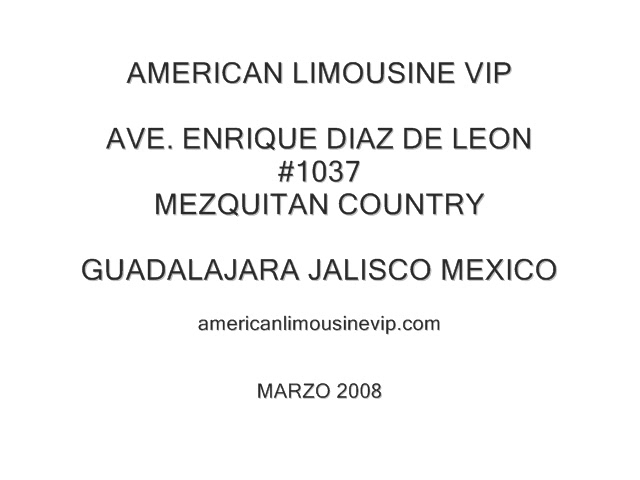 AMERICAN LIMOUSINE VIP
AVE. ENRIQUE DIAZ DE LEON
#1037
MEZQUITAN COUNTRY
GUADALAJARA JALISCO MEXICO
americanlimousinevip.com
MARZO 2008